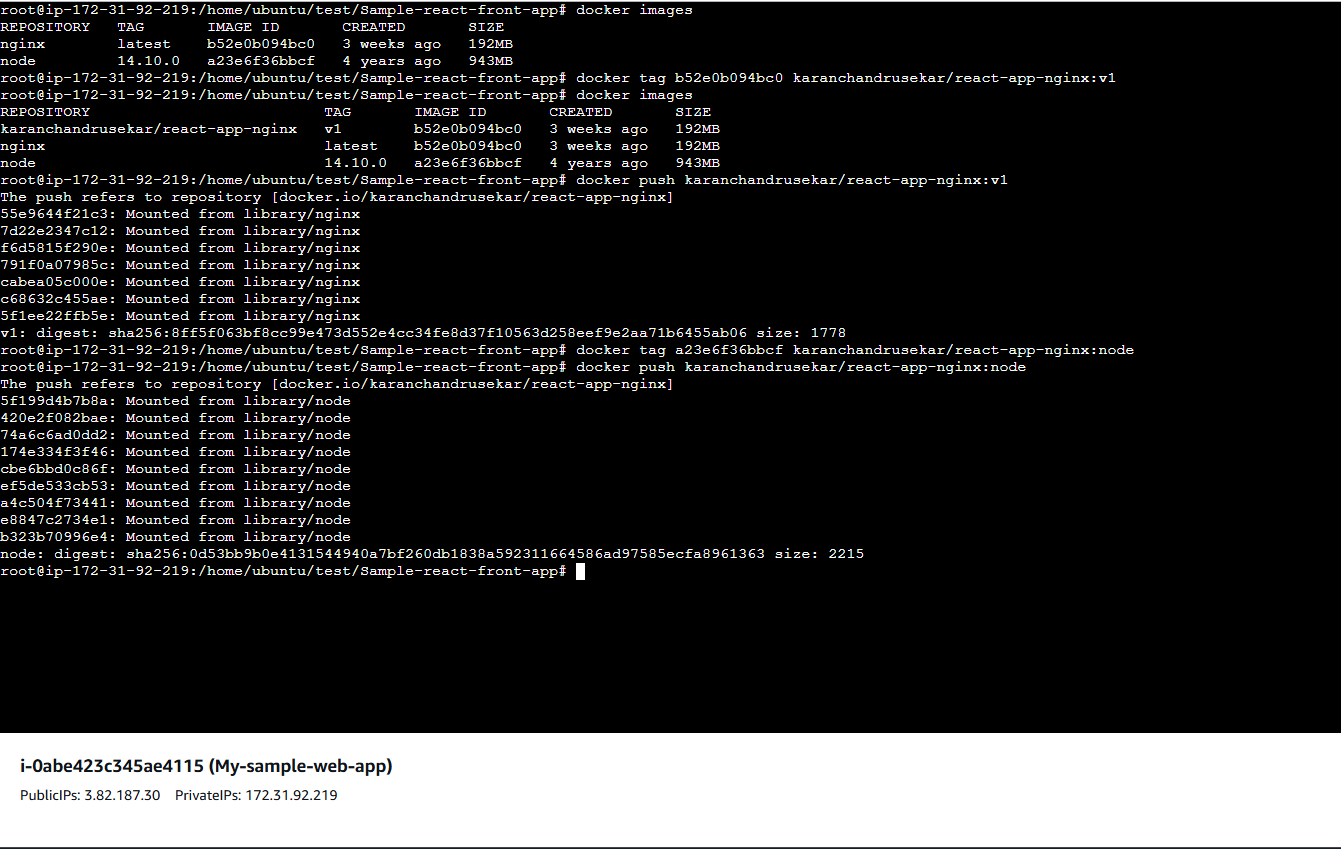 root@ip-172-31-92-219:/home/ubuntu/test/Sample-react-front-app# docker images
REPOSITORY   TAG       IMAGE ID       CREATED       SIZE
nginx        latest    b52e0b094bc0   3 weeks ago   192MB
node         14.10.0   a23e6f36bbcf   4 years ago   943MB
root@ip-172-31-92-219:/home/ubuntu/test/Sample-react-front-app# docker tag b52e0b094bc0 karanchandrusekar/react-app-nginx:v1
root@ip-172-31-92-219:/home/ubuntu/test/Sample-react-front-app# docker images
REPOSITORY                          TAG       IMAGE ID       CREATED       SIZE
karanchandrusekar/react-app-nginx   v1        b52e0b094bc0   3 weeks ago   192MB
nginx                               latest    b52e0b094bc0   3 weeks ago   192MB
node                                14.10.0   a23e6f36bbcf   4 years ago   943MB
root@ip-172-31-92-219:/home/ubuntu/test/Sample-react-front-app# docker push karanchandrusekar/react-app-nginx:v1
The push refers to repository [docker.io/karanchandrusekar/react-app-nginx]
55e9644f21c3: Mounted from library/nginx
7d22e2347c12: Mounted from library/nginx
f6d5815f290e: Mounted from library/nginx
791f0a07985c: Mounted from library/nginx
cabea05c000e: Mounted from library/nginx
c68632c455ae: Mounted from library/nginx
5f1ee22ffb5e: Mounted from library/nginx
v1: digest: sha256:8ff5f063bf8cc99e473d552e4cc34fe8d37f10563d258eef9e2aa71b6455ab06 size: 1778
root@ip-172-31-92-219:/home/ubuntu/test/Sample-react-front-app# docker tag a23e6f36bbcf karanchandrusekar/react-app-nginx:node
root@ip-172-31-92-219:/home/ubuntu/test/Sample-react-front-app# docker push karanchandrusekar/react-app-nginx:node
The push refers to repository [docker.io/karanchandrusekar/react-app-nginx]
5f199d4b7b8a: Mounted from library/node
420e2f082bae: Mounted from library/node
74a6c6ad0dd2: Mounted from library/node
174e334f3f46: Mounted from library/node
cbe6bbd0c86f: Mounted from library/node
ef5de533cb53: Mounted from library/node
a4c504f73441: Mounted from library/node
e8847c2734e1: Mounted from library/node
b323b70996e4: Mounted from library/node
node: digest: sha256:0d53bb9b0e4131544940a7bf260db1838a592311664586ad97585ecfa8961363 size: 2215
root@ip-172-31-92-219:/home/ubuntu/test/Sample-react-front-app#
i-0abe423c345ae4115 (My-sample-web-app)
PublicIPs: 3.82.187.30 PrivateIPs: 172.31.92.219